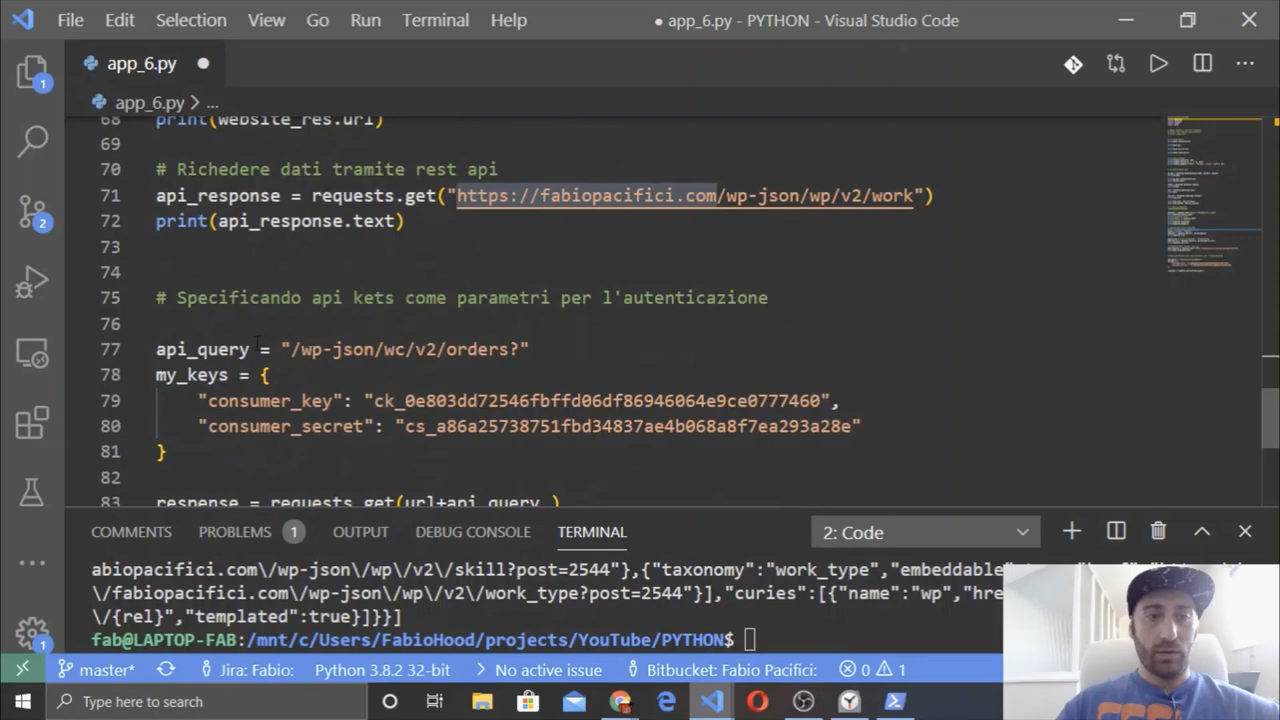 File Edit Selection View Go Run Terminal Help
● app_6.py - PYTHON - Visual Studio Code
app_6.py
app_6.py > ...
68 print(website_res.url)
69
70 # Richedere dati tramite rest api
71 api_response = requests.get("https://fabiopacifici.com/wp-json/wp/v2/work")
72 print(api_response.text)
73
74
75 # Specificando api kets come parametri per l'autenticazione
76
77 api_query = "/wp-json/wc/v2/orders?"
78 my_keys = {
79 "consumer_key": "ck_0e803dd72546fbffd06df86946064e9ce0777460",
80 "consumer_secret": "cs_a86a25738751fbd34837ae4b068a8f7ea293a28e"
81 }
82
83 response = requests.get(url+api_query )
COMMENTS PROBLEMS 1 OUTPUT DEBUG CONSOLE TERMINAL 2: Code
abiopacifici.com\/wp-json\/wp\/v2\/skill?post=2544"},{"taxonomy":"work_type","embeddable"
\/fabiopacifici.com\/wp-json\/wp\/v2\/work_type?post=2544"}],"curies":[{"name":"wp","hre
\/{rel}","templated":true}]}}]
fab@LAPTOP-FAB:/mnt/c/Users/FabioHood/projects/YouTube/PYTHON$
master* Jira: Fabio: Python 3.8.2 32-bit No active issue Bitbucket: Fabio Pacifici: 0 1
Type here to search